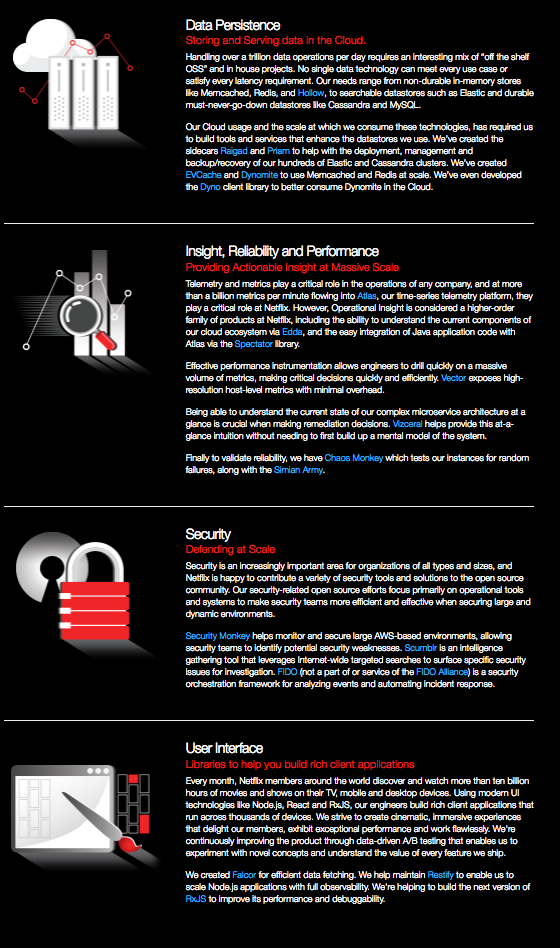 Data Persistence
Storing and Serving data in the Cloud.
Handling over a trillion data operations per day requires an interesting mix of “off the shelf
OSS” and in house projects. No single data technology can meet every use case or
satisfy every latency requirement. Our needs range from non-durable in-memory stores
like Memcached, Redis, and Hollow, to searchable datastores such as Elastic and durable
must-never-go-down datastores like Cassandra and MySQL.
Our Cloud usage and the scale at which we consume these technologies, has required us
to build tools and services that enhance the datastores we use. We’ve created the
sidecars Raigad and Priam to help with the deployment, management and
backup/recovery of our hundreds of Elastic and Cassandra clusters. We’ve created
EVCache and Dynomite to use Memcached and Redis at scale. We’ve even developed
the Dyno client library to better consume Dynomite in the Cloud.
Insight, Reliability and Performance
Providing Actionable Insight at Massive Scale
Telemetry and metrics play a critical role in the operations of any company, and at more
than a billion metrics per minute flowing into Atlas, our time-series telemetry platform, they
play a critical role at Netflix. However, Operational Insight is considered a higher-order
family of products at Netflix, including the ability to understand the current components of
our cloud ecosystem via Edda, and the easy integration of Java application code with
Atlas via the Spectator library.
Effective performance instrumentation allows engineers to drill quickly on a massive
volume of metrics, making critical decisions quickly and efficiently. Vector exposes high-
resolution host-level metrics with minimal overhead.
Being able to understand the current state of our complex microservice architecture at a
glance is crucial when making remediation decisions. Vizceral helps provide this at-a-
glance intuition without needing to first build up a mental model of the system.
Finally to validate reliability, we have Chaos Monkey which tests our instances for random
failures, along with the Simian Army.
Security
Defending at Scale
Security is an increasingly important area for organizations of all types and sizes, and
Netflix is happy to contribute a variety of security tools and solutions to the open source
community. Our security-related open source efforts focus primarily on operational tools
and systems to make security teams more efficient and effective when securing large and
dynamic environments.
Security Monkey helps monitor and secure large AWS-based environments, allowing
security teams to identify potential security weaknesses. Scumblr is an intelligence
gathering tool that leverages Internet-wide targeted searches to surface specific security
issues for investigation. FIDO (not a part of or service of the FIDO Alliance) is a security
orchestration framework for analyzing events and automating incident response.
User Interface
Libraries to help you build rich client applications
Every month, Netflix members around the world discover and watch more than ten billion
hours of movies and shows on their TV, mobile and desktop devices. Using modern UI
technologies like Node.js, React and RxJS, our engineers build rich client applications that
run across thousands of devices. We strive to create cinematic, immersive experiences
that delight our members, exhibit exceptional performance and work flawlessly. We’re
continuously improving the product through data-driven A/B testing that enables us to
experiment with novel concepts and understand the value of every feature we ship.
We created Falcor for efficient data fetching. We help maintain Restify to enable us to
scale Node.js applications with full observability. We’re helping to build the next version of
RxJS to improve its performance and debuggability.